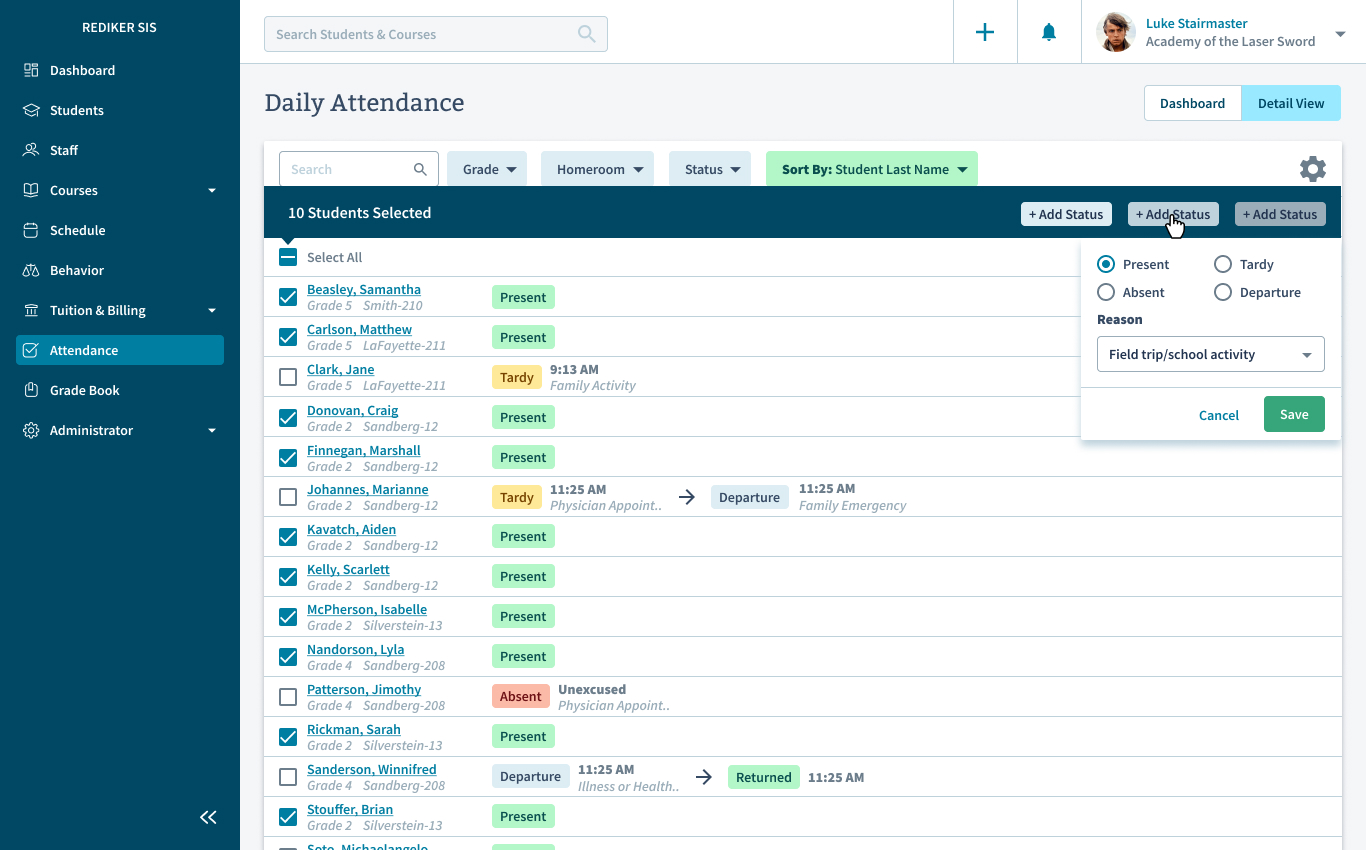 REDIKER SIS
Dashboard
Students
Staff
Courses
Schedule
Behavior
Tuition & Billing
Attendance
Grade Book
Administrator
Search Students & Courses
Luke Stairmaster
Academy of the Laser Sword
Daily Attendance
Dashboard
Detail View
Search
Grade
Homeroom
Status
Sort By: Student Last Name
10 Students Selected
+ Add Status
+ Add Status
+ Add Status
Select All
Present
Tardy
Absent
Departure
Reason
Field trip/school activity
Cancel
Save
Beasley, Samantha
Grade 5 Smith-210
Present
Carlson, Matthew
Grade 5 LaFayette-211
Present
Clark, Jane
Grade 5 LaFayette-211
Tardy
9:13 AM
Family Activity
Donovan, Craig
Grade 2 Sandberg-12
Present
Finnegan, Marshall
Grade 2 Sandberg-12
Present
Johannes, Marianne
Grade 2 Sandberg-12
Tardy
11:25 AM
Physician Appoint..
Departure
11:25 AM
Family Emergency
Kavatch, Aiden
Grade 2 Sandberg-12
Present
Kelly, Scarlett
Grade 2 Sandberg-12
Present
McPherson, Isabelle
Grade 2 Silverstein-13
Present
Nandorson, Lyla
Grade 4 Sandberg-208
Present
Patterson, Jimothy
Grade 4 Sandberg-208
Absent
Unexcused
Physician Appoint..
Rickman, Sarah
Grade 2 Silverstein-13
Present
Sanderson, Winnifred
Grade 4 Sandberg-208
Departure
11:25 AM
Illness or Health..
Returned
11:25 AM
Stouffer, Brian
Grade 2 Silverstein-13
Present
Soto, Michaelangelo